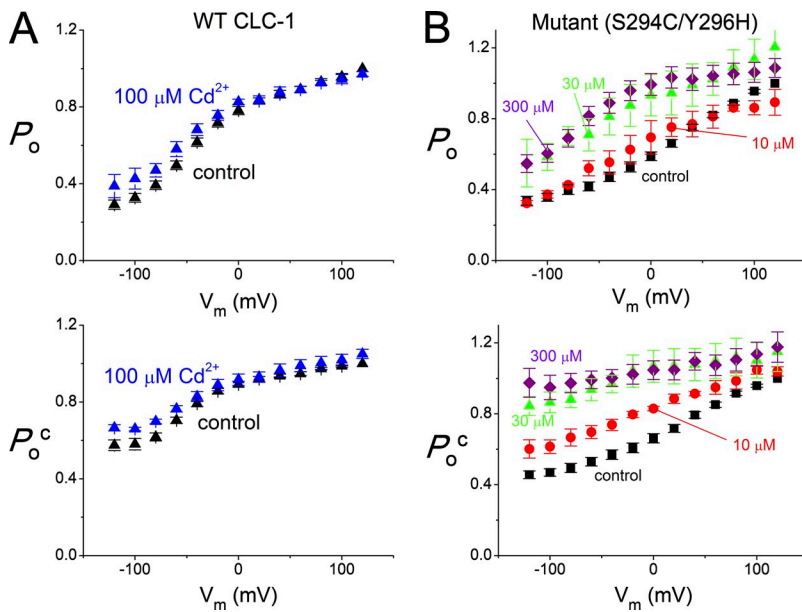 A
WT CLC-1
1.2
0.8
0.4
0.0
Po
100 μM Cd2+
control
-100
0
100
Vm (mV)
1.2
0.8
0.4
0.0
Poc
100 μM Cd2+
control
-100
0
100
Vm (mV)
B
Mutant (S294C/Y296H)
1.2
0.8
0.4
0.0
Po
30 μM
300 μM
10 μM
control
-100
0
100
Vm (mV)
1.2
0.8
0.4
0.0
Poc
300 μM
30 μM
10 μM
control
-100
0
100
Vm (mV)